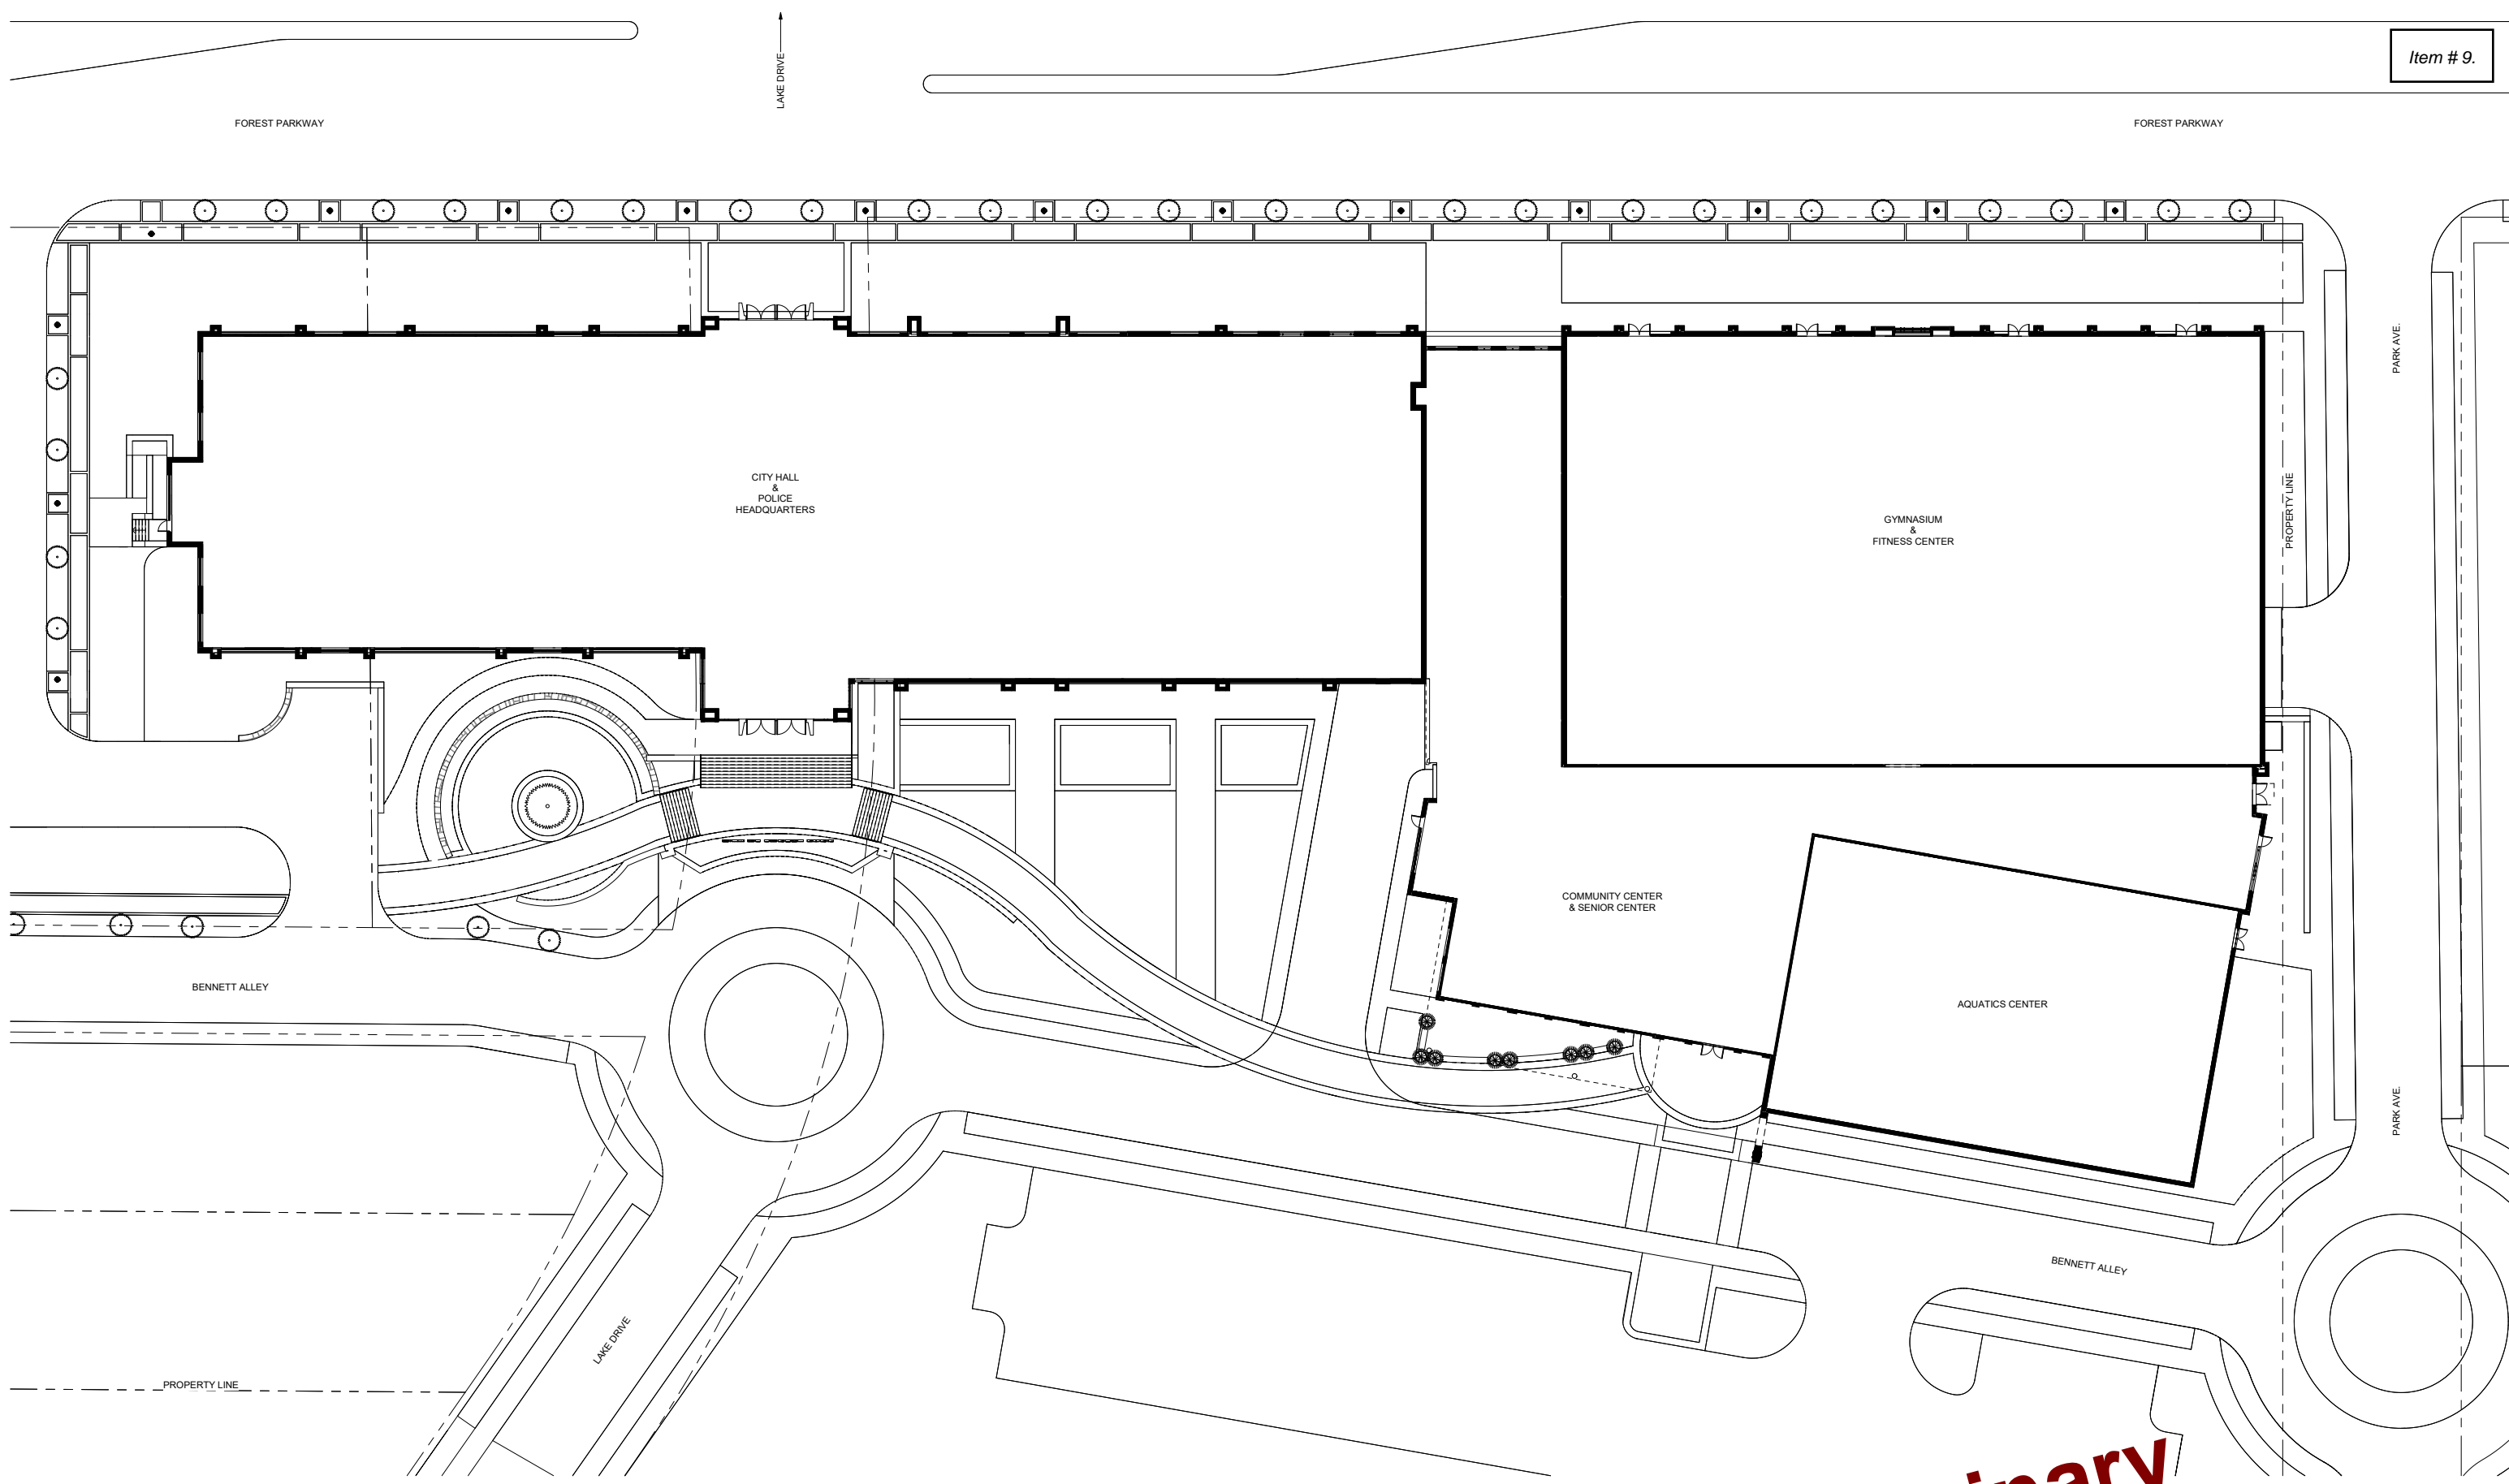 LAKE DRIVE
Item # 9.
FOREST PARKWAY
FOREST PARKWAY
PARK AVE.
CITY HALL
&
POLICE
HEADQUARTERS
GYMNASIUM
&
FITNESS CENTER
PROPERTY LINE
COMMUNITY CENTER
& SENIOR CENTER
AQUATICS CENTER
BENNETT ALLEY
PARK AVE.
BENNETT ALLEY
LAKE DRIVE
PROPERTY LINE
inary